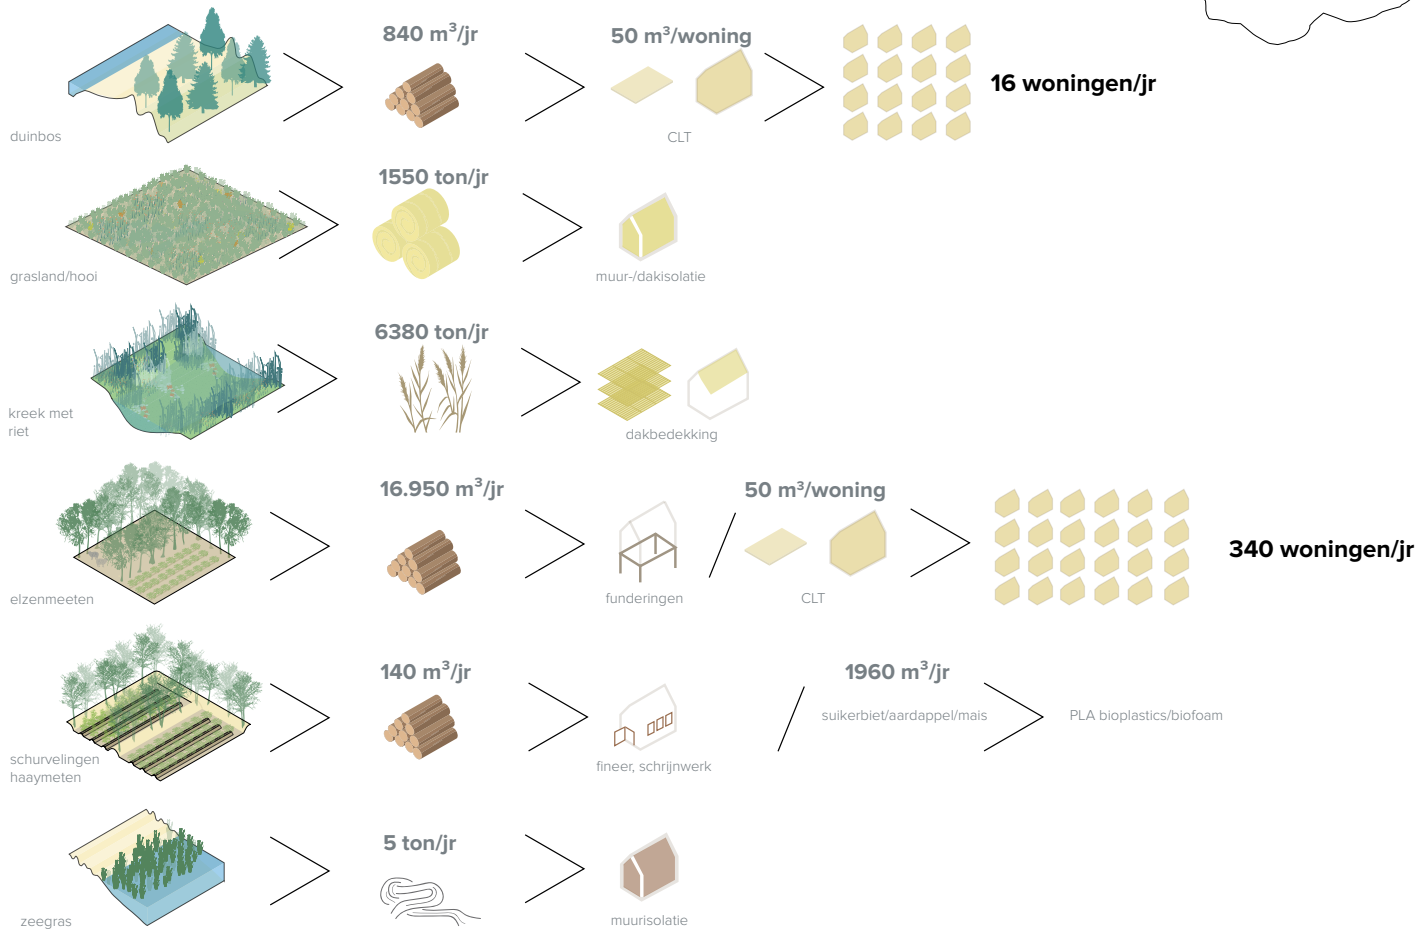 840 m³/jr
50 m³/woning
16 woningen/jr
duinbos
CLT
1550 ton/jr
grasland/hooi
muur-/dakisolatie
6380 ton/jr
kreek met
riet
dakbedekking
16.950 m³/jr
50 m³/woning
340 woningen/jr
elzenmeeten
funderingen
CLT
140 m³/jr
1960 m³/jr
suikerbiet/aardappel/mais
PLA bioplastics/biofoam
schurvelingen
haaymeten
fineer, schrijnwerk
5 ton/jr
zeegras
muurisolatie